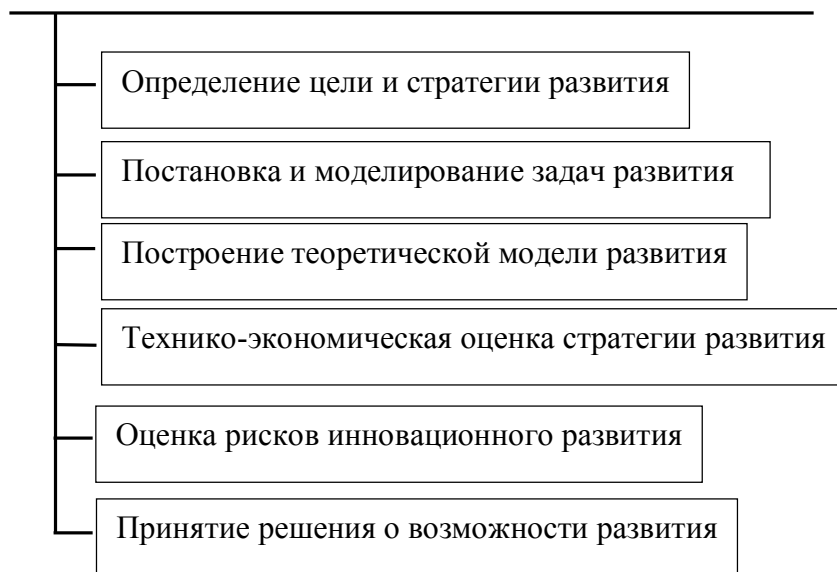 Определение цели и стратегии развития
Постановка и моделирование задач развития
Построение теоретической модели развития
Технико-экономическая оценка стратегии развития
Оценка рисков инновационного развития
Принятие решения о возможности развития